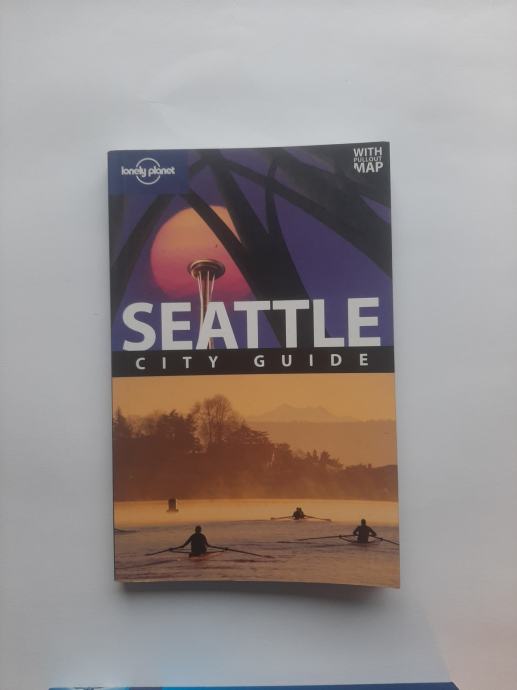 lonely planet
WITH
PULLOUT
MAP
SEATTLE
CITY GUIDE